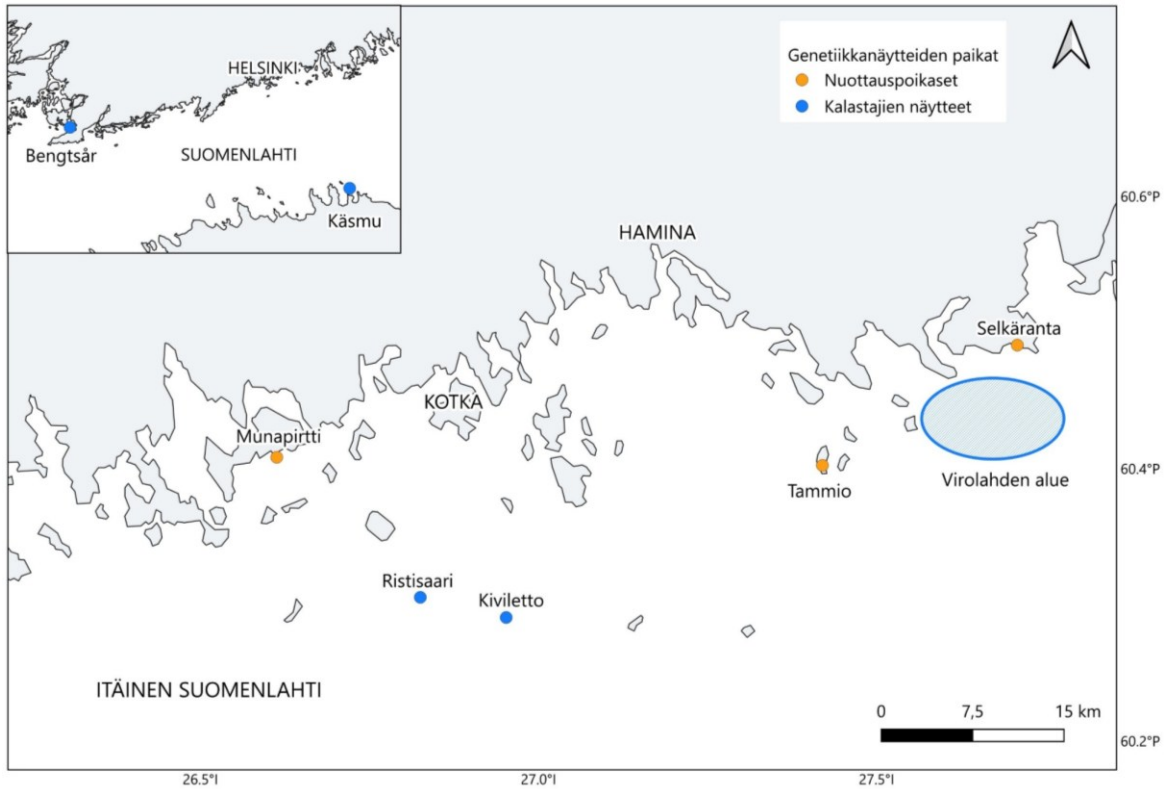 HELSINKI
Bengtsår
SUOMENLAHTI
Käsmu
Genetiikkanäytteiden paikat
Nuottauspoikaset
Kalastajien näytteet
60.6°P
HAMINA
Selkäranta
KOTKA
Munapirtti
60.4°P
Tammio
Virolahden alue
Ristisaari
Kiviletto
ITÄINEN SUOMENLAHTI
0 7,5 15 km
60.2°P
26.5°I 27.0°I 27.5°I